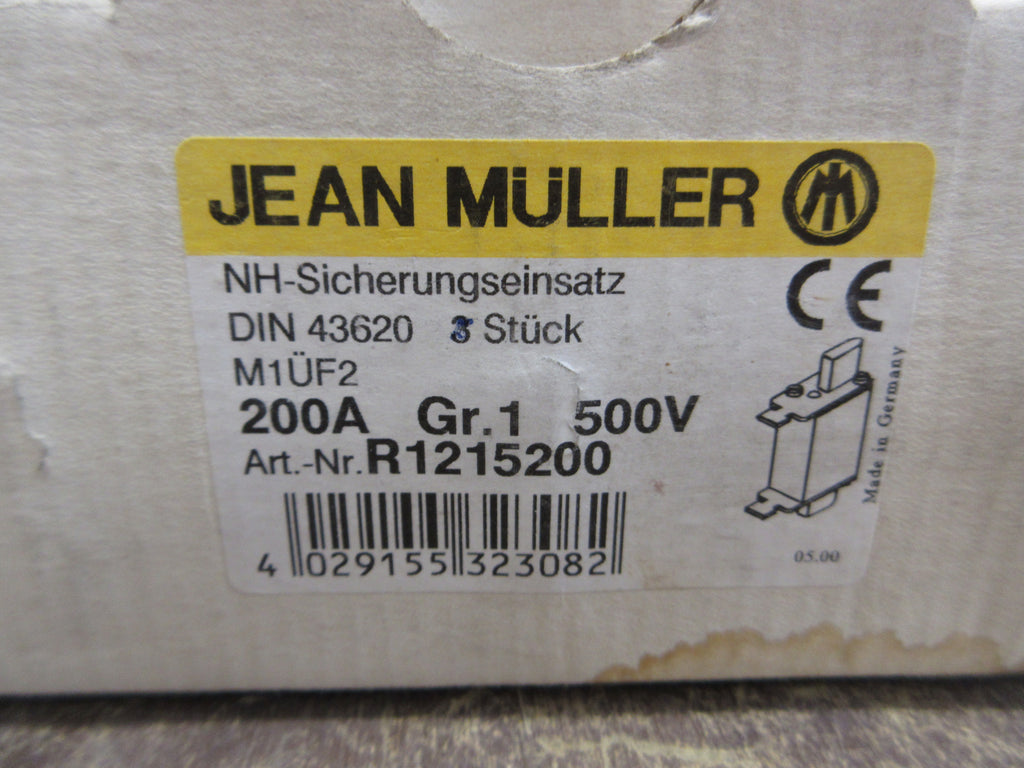 JEAN MÜLLER
NH-Sicherungseinsatz
DIN 43620 Stück
M1ÜF2
200A Gr.1 500V
Art.-Nr. R1215200
4 029155 323082
CE
Made in Germany
05.00